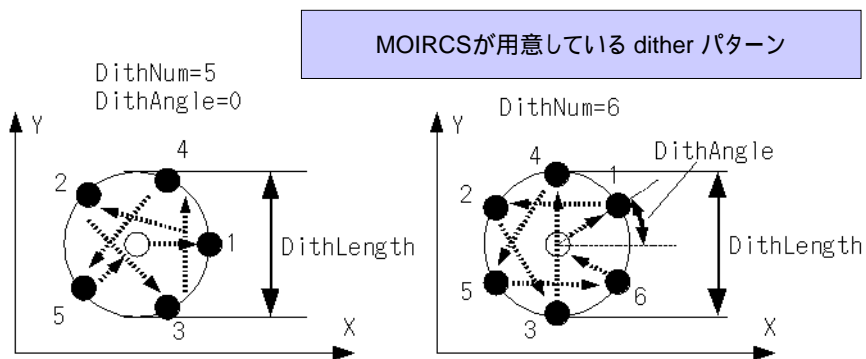 MOIRCSが用意している dither パターン
DithNum=5
DithAngle=0
Y
4
2
1
DithLength
5
3
X
DithNum=6
Y
DithAngle
4
1
2
DithLength
5
6
3
X